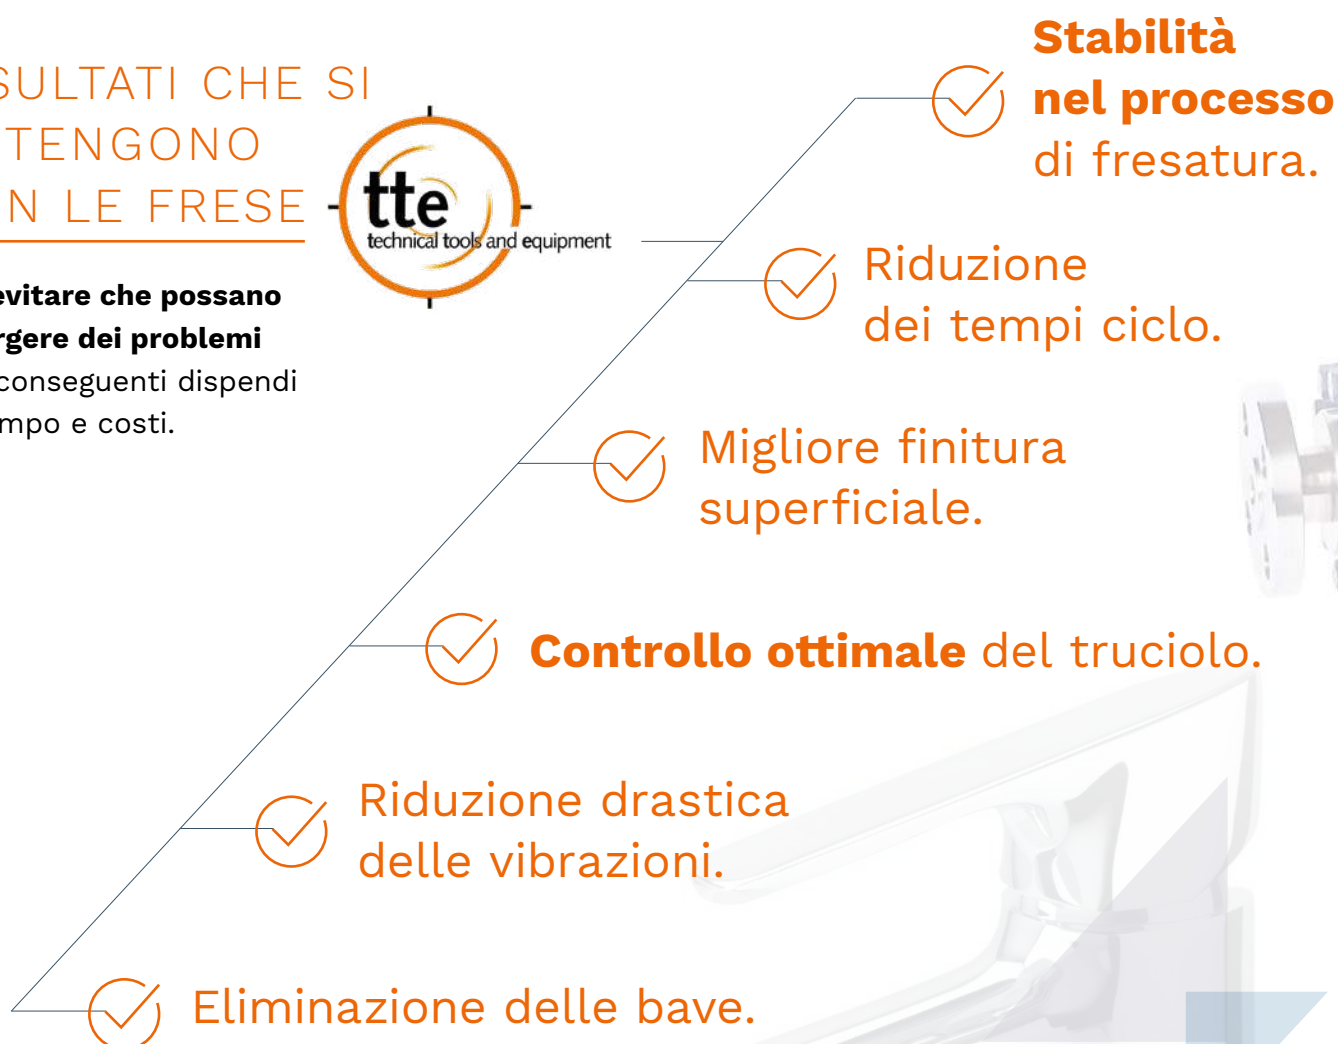 SULTATI CHE SI
TENGONO
N LE FRESE
tte
technical tools and equipment
evitare che possano
rgere dei problemi
conseguenti dispendi
mpo e costi.
Stabilità
nel processo
di fresatura.
Riduzione
dei tempi ciclo.
Migliore finitura
superficiale.
Controllo ottimale del truciolo.
Riduzione drastica
delle vibrazioni.
Eliminazione delle bave.